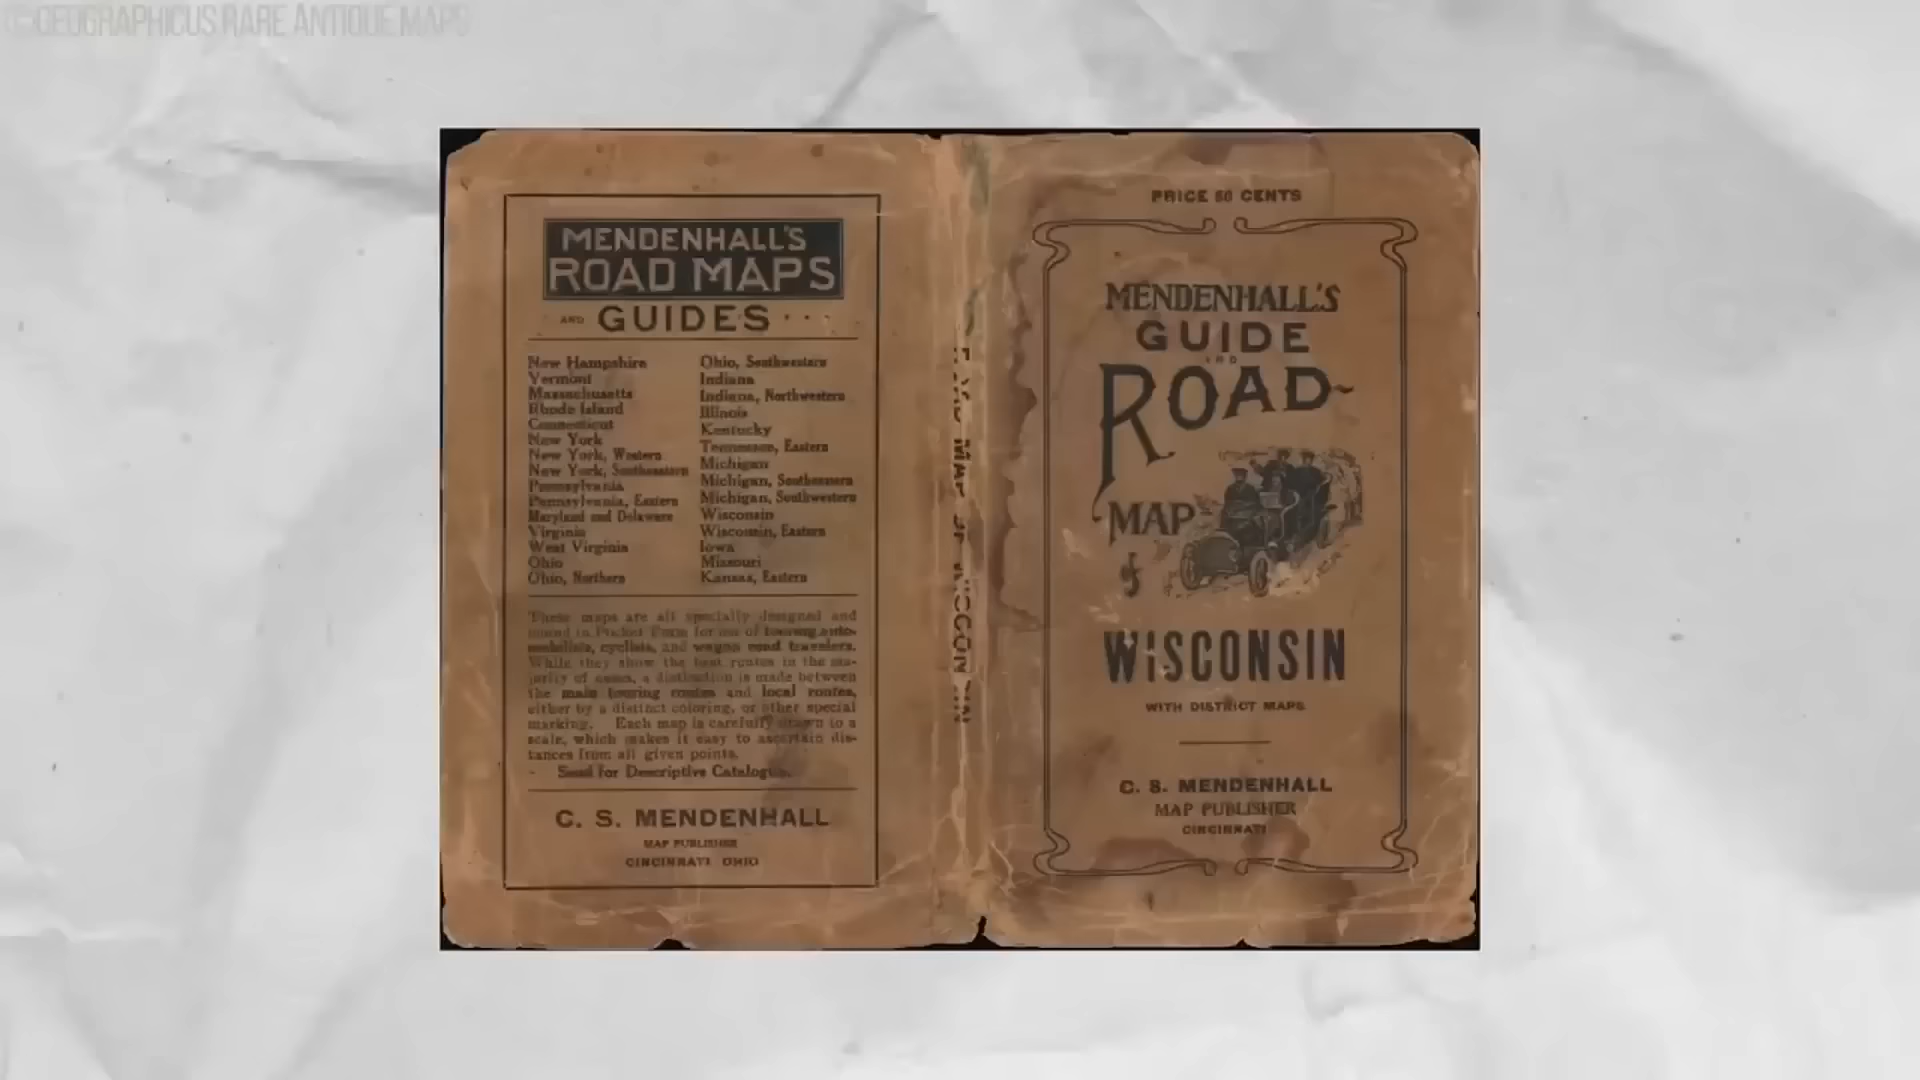 ©GEOGRAPHICUS RARE ANTIQUE MAPS
MENDENHALL'S
ROAD MAPS
AND GUIDES
New Hampshire
Vermont
Massachusetts
Rhode Island
Connecticut
New York
New York, Western
New York, Southeastern
Pennsylvania
Pennsylvania, Eastern
Maryland and Delaware
Virginia
West Virginia
Ohio
Ohio, Northern
Ohio, Southwestern
Indiana
Indiana, Northwestern
Illinois
Kentucky
Tennessee, Eastern
Michigan
Michigan, Southeastern
Michigan, Southwestern
Wisconsin
Wisconsin, Eastern
Iowa
Missouri
Kansas, Eastern
These maps are all specially designed and
bound in Pocket Form for use of touring auto-
mobilists, cyclists, and wagon road travelers.
While they show the best routes in the ma-
jority of cases, a distinction is made between
the main touring routes and local routes,
either by a distinct coloring, or other special
marking. Each map is carefully drawn to a
scale, which makes it easy to ascertain dis-
tances from all given points.
- Send for Descriptive Catalogue.
C. S. MENDENHALL
MAP PUBLISHER
CINCINNATI OHIO
ROAD MAP OF WISCONSIN
PRICE 50 CENTS
MENDENHALL'S
GUIDE
AND
ROAD
MAP
of
WISCONSIN
WITH DISTRICT MAPS
C. S. MENDENHALL
MAP PUBLISHER
CINCINNATI